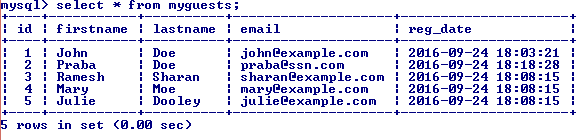 mysql> select * from myguests;
+----+-----------+----------+--------------------+---------------------+
| id | firstname | lastname | email              | reg_date            |
+----+-----------+----------+--------------------+---------------------+
|  1 | John      | Doe      | john@example.com   | 2016-09-24 18:03:21 |
|  2 | Praba     | Doe      | praba@ssn.com      | 2016-09-24 18:18:28 |
|  3 | Ramesh    | Sharan   | sharan@example.com | 2016-09-24 18:08:15 |
|  4 | Mary      | Moe      | mary@example.com   | 2016-09-24 18:08:15 |
|  5 | Julie     | Dooley   | julie@example.com  | 2016-09-24 18:08:15 |
+----+-----------+----------+--------------------+---------------------+
5 rows in set (0.00 sec)